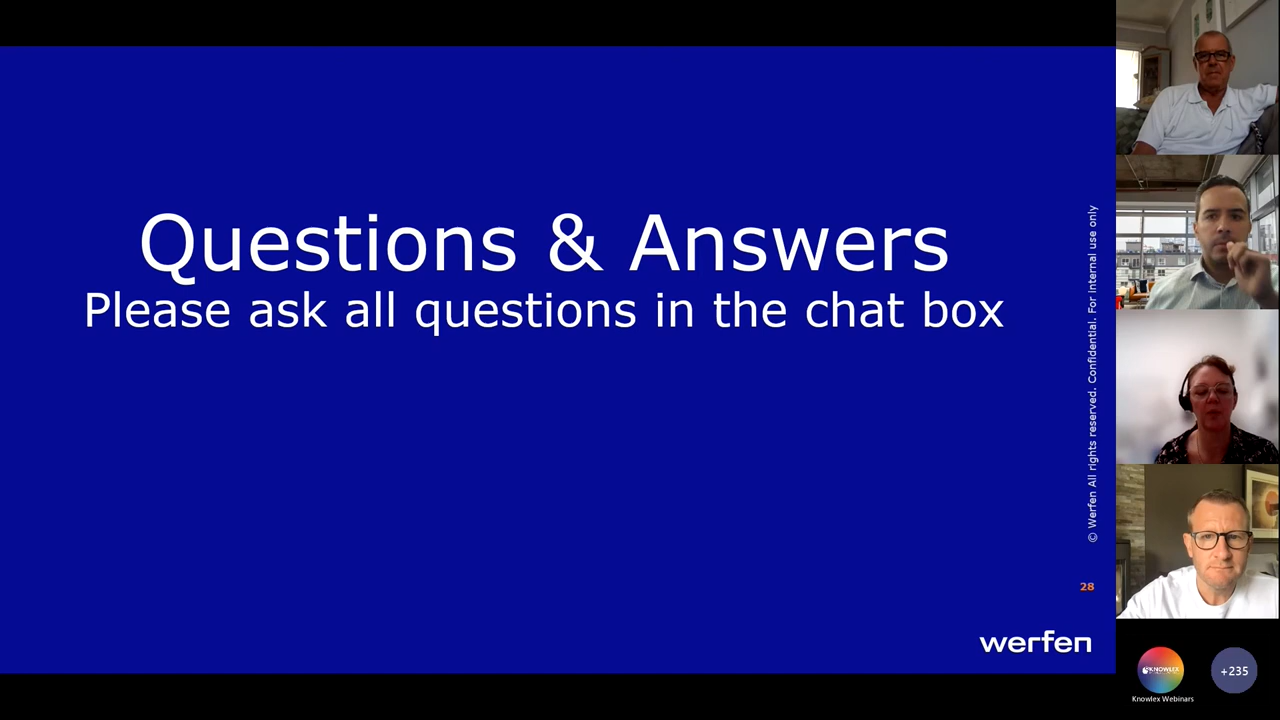 Questions & Answers
Please ask all questions in the chat box
© Werfen All rights reserved. Confidential. For internal use only
28
werfen
KNOWLEX
Knowlex Webinars
+235